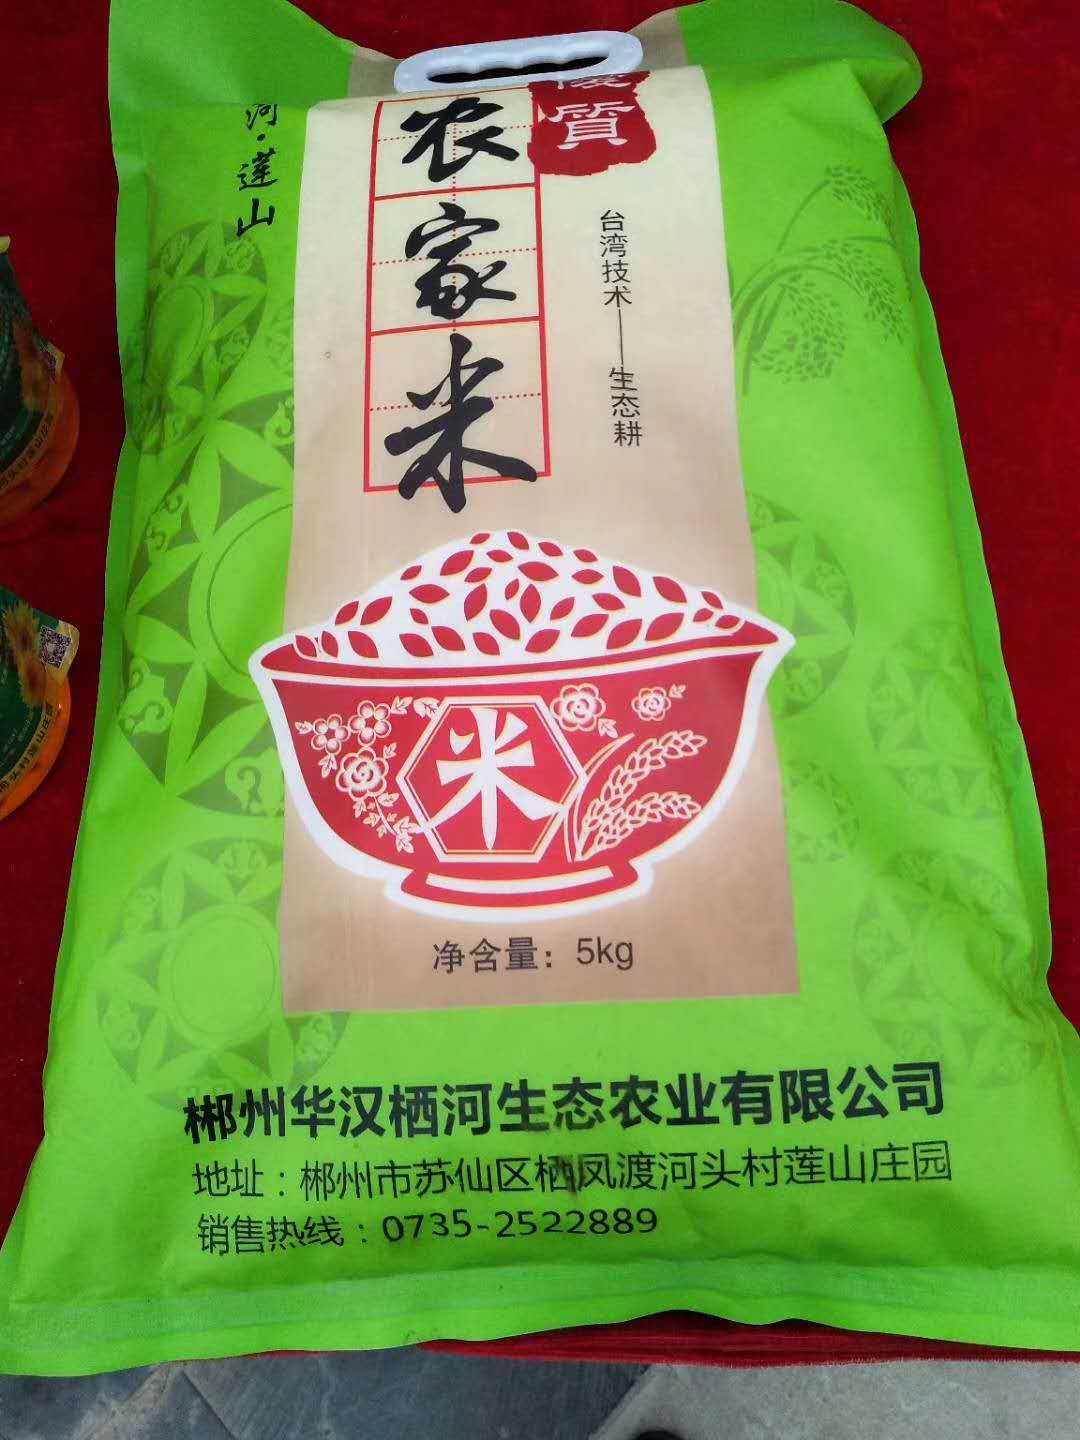 河·莲山
農家米
優質
台湾技术——生态耕
米
净含量：5kg
郴州华汉栖河生态农业有限公司
地址：郴州市苏仙区栖凤渡河头村莲山庄园
销售热线：0735-2522889